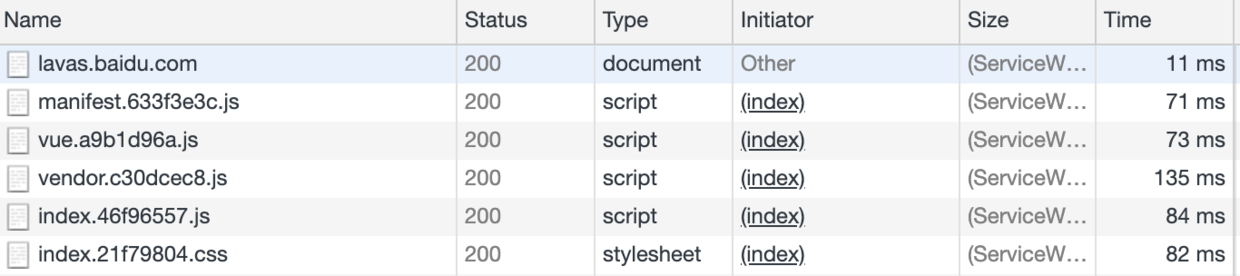 Name Status Type Initiator Size Time
lavas.baidu.com 200 document Other (ServiceW... 11 ms
manifest.633f3e3c.js 200 script (index) (ServiceW... 71 ms
vue.a9b1d96a.js 200 script (index) (ServiceW... 73 ms
vendor.c30dcec8.js 200 script (index) (ServiceW... 135 ms
index.46f96557.js 200 script (index) (ServiceW... 84 ms
index.21f79804.css 200 stylesheet (index) (ServiceW... 82 ms